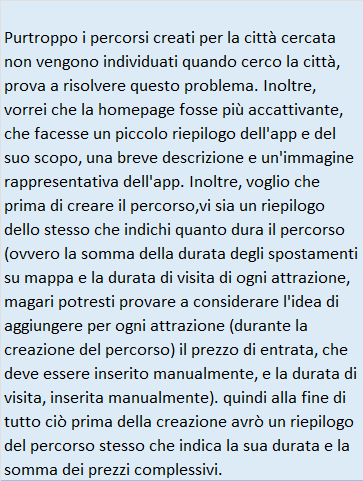 Purtroppo i percorsi creati per la città cercata
non vengono individuati quando cerco la città,
prova a risolvere questo problema. Inoltre,
vorrei che la homepage fosse più accattivante,
che facesse un piccolo riepilogo dell'app e del
suo scopo, una breve descrizione e un'immagine
rappresentativa dell'app. Inoltre, voglio che
prima di creare il percorso,vi sia un riepilogo
dello stesso che indichi quanto dura il percorso
(ovvero la somma della durata degli spostamenti
su mappa e la durata di visita di ogni attrazione,
magari potresti provare a considerare l'idea di
aggiungere per ogni attrazione (durante la
creazione del percorso) il prezzo di entrata, che
deve essere inserito manualmente, e la durata di
visita, inserita manualmente). quindi alla fine di
tutto ciò prima della creazione avrò un riepilogo
del percorso stesso che indica la sua durata e la
somma dei prezzi complessivi.